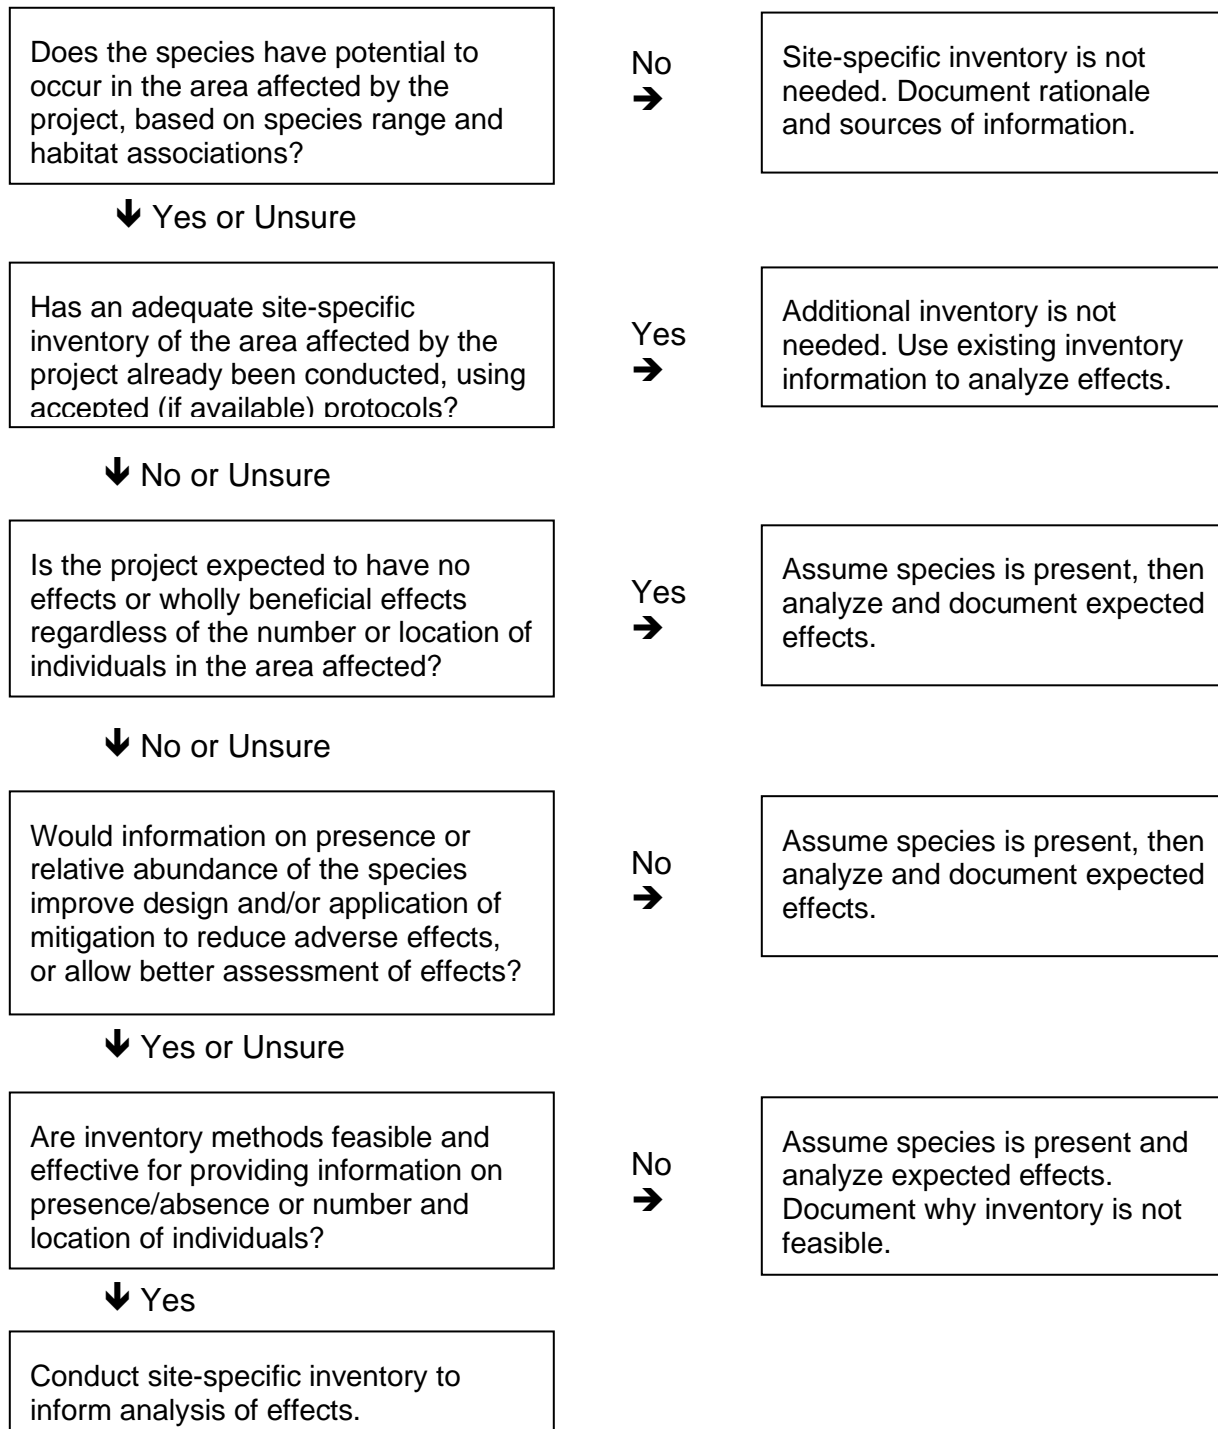 Does the species have potential to
occur in the area affected by the
project, based on species range and
habitat associations?
No
➔
Site-specific inventory is not
needed. Document rationale
and sources of information.
🡫 Yes or Unsure
Has an adequate site-specific
inventory of the area affected by the
project already been conducted, using
accepted (if available) protocols?
Yes
➔
Additional inventory is not
needed. Use existing inventory
information to analyze effects.
🡫 No or Unsure
Is the project expected to have no
effects or wholly beneficial effects
regardless of the number or location of
individuals in the area affected?
Yes
➔
Assume species is present, then
analyze and document expected
effects.
🡫 No or Unsure
Would information on presence or
relative abundance of the species
improve design and/or application of
mitigation to reduce adverse effects,
or allow better assessment of effects?
No
➔
Assume species is present, then
analyze and document expected
effects.
🡫 Yes or Unsure
Are inventory methods feasible and
effective for providing information on
presence/absence or number and
location of individuals?
No
➔
Assume species is present and
analyze expected effects.
Document why inventory is not
feasible.
🡫 Yes
Conduct site-specific inventory to
inform analysis of effects.